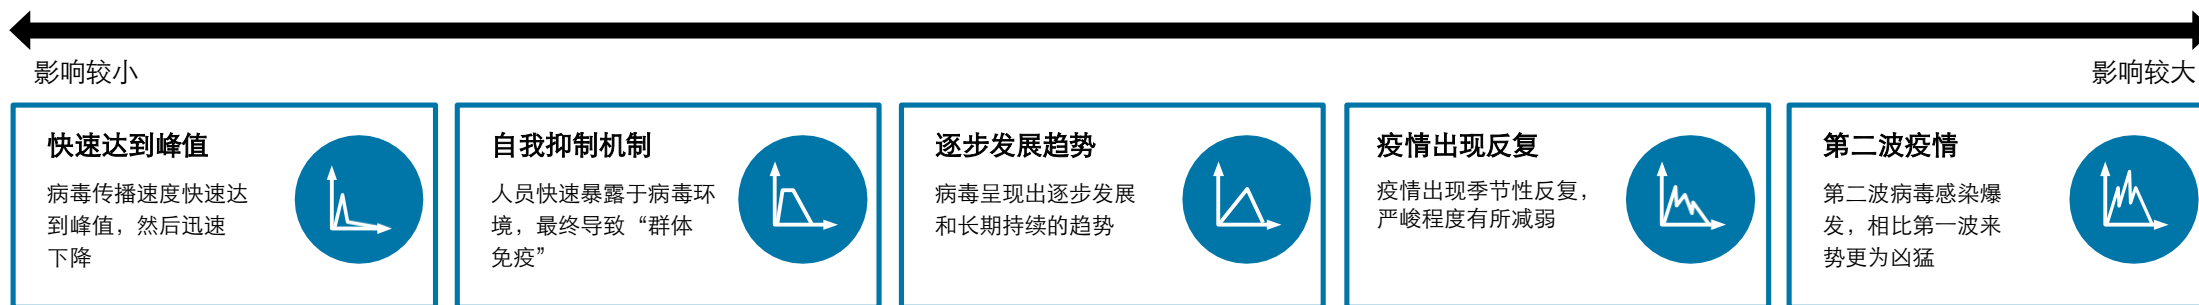 影响较小
影响较大
快速达到峰值
病毒传播速度快速达
到峰值，然后迅速
下降
自我抑制机制
人员快速暴露于病毒环
境，最终导致“群体
免疫”
逐步发展趋势
病毒呈现出逐步发展
和长期持续的趋势
疫情出现反复
疫情出现季节性反复，
严峻程度有所减弱
第二波疫情
第二波病毒感染爆
发，相比第一波来
势更为凶猛